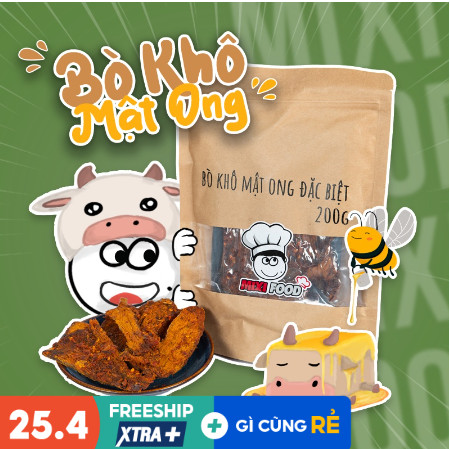 Bò Khô
Mật Ong
BÒ KHÔ MẬT ONG ĐẶC BIỆT
200G
MIXI FOOD
25.4
FREESHIP
XTRA+
GÌ CÙNG RẺ